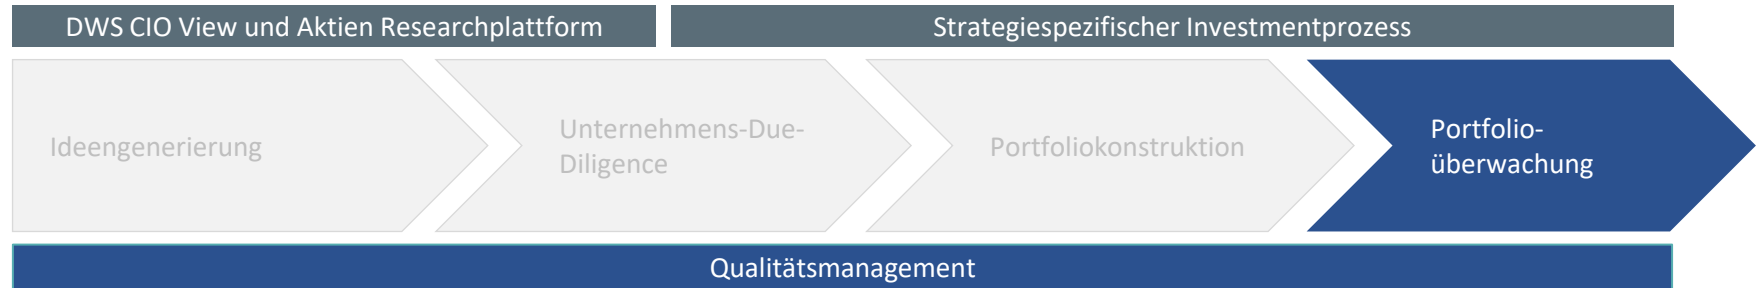 DWS CIO View und Aktien Researchplattform
Strategiespezifischer Investmentprozess
Ideengenerierung
Unternehmens-Due-
Diligence
Portfoliokonstruktion
Portfolio-
überwachung
Qualitätsmanagement